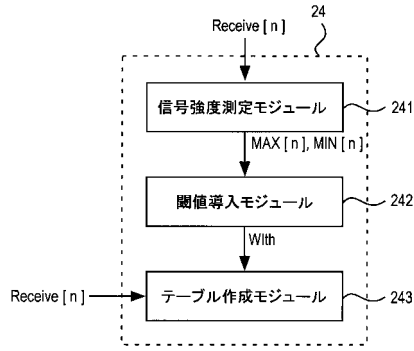 Receive [ n ]
24
信号強度測定モジュール
241
MAX [ n ], MIN [ n ]
閾値導入モジュール
242
WIth
Receive [ n ]
テーブル作成モジュール
243